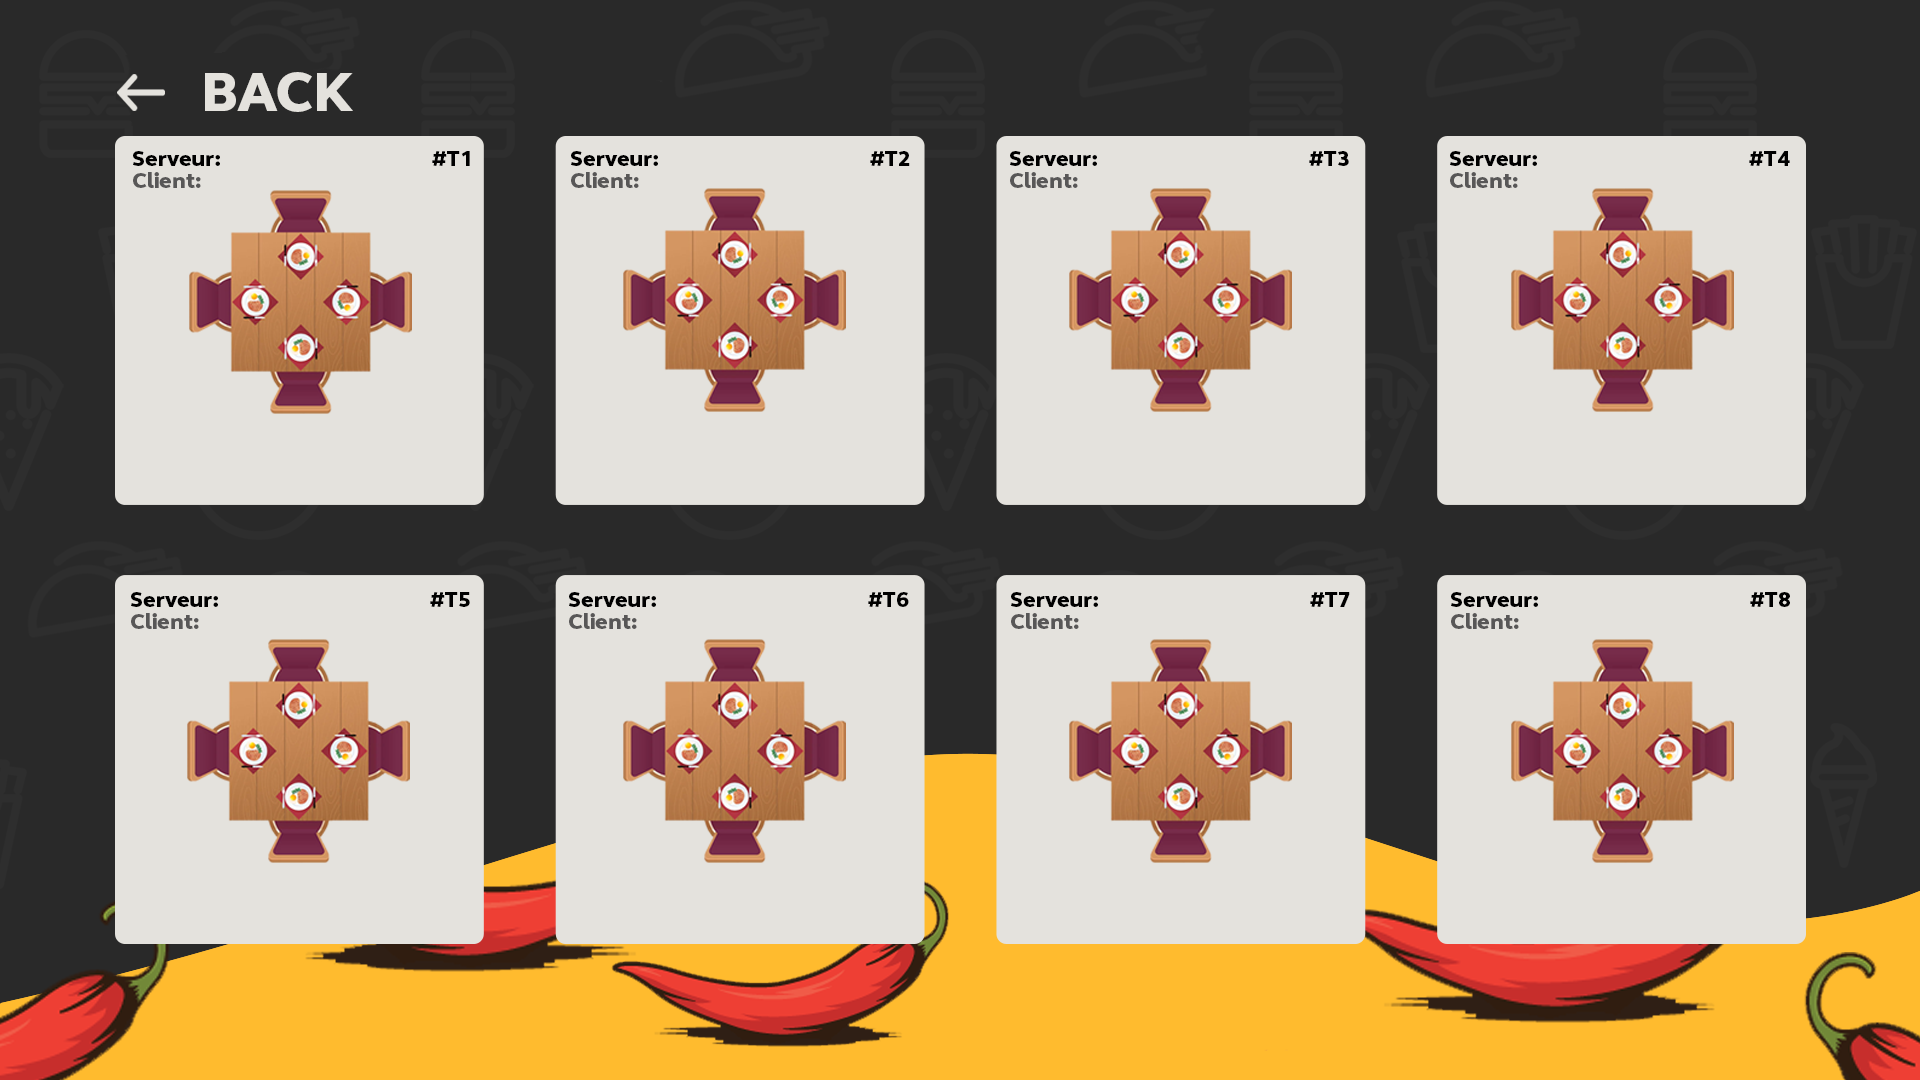 BACK
Serveur: #T1
Client:
Serveur: #T2
Client:
Serveur: #T3
Client:
Serveur: #T4
Client:
Serveur: #T5
Client:
Serveur: #T6
Client:
Serveur: #T7
Client:
Serveur: #T8
Client: